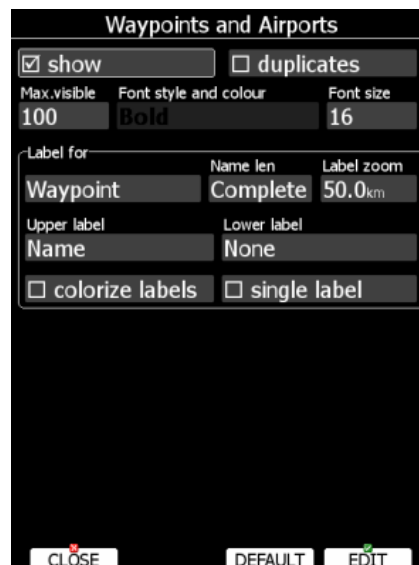 Waypoints and Airports
show duplicates
Max.visible Font style and colour Font size
100 Bold 16
Label for
Name len Label zoom
Waypoint Complete 50.0km
Upper label Lower label
Name None
colorize labels single label
CLOSE DEFAULT EDIT